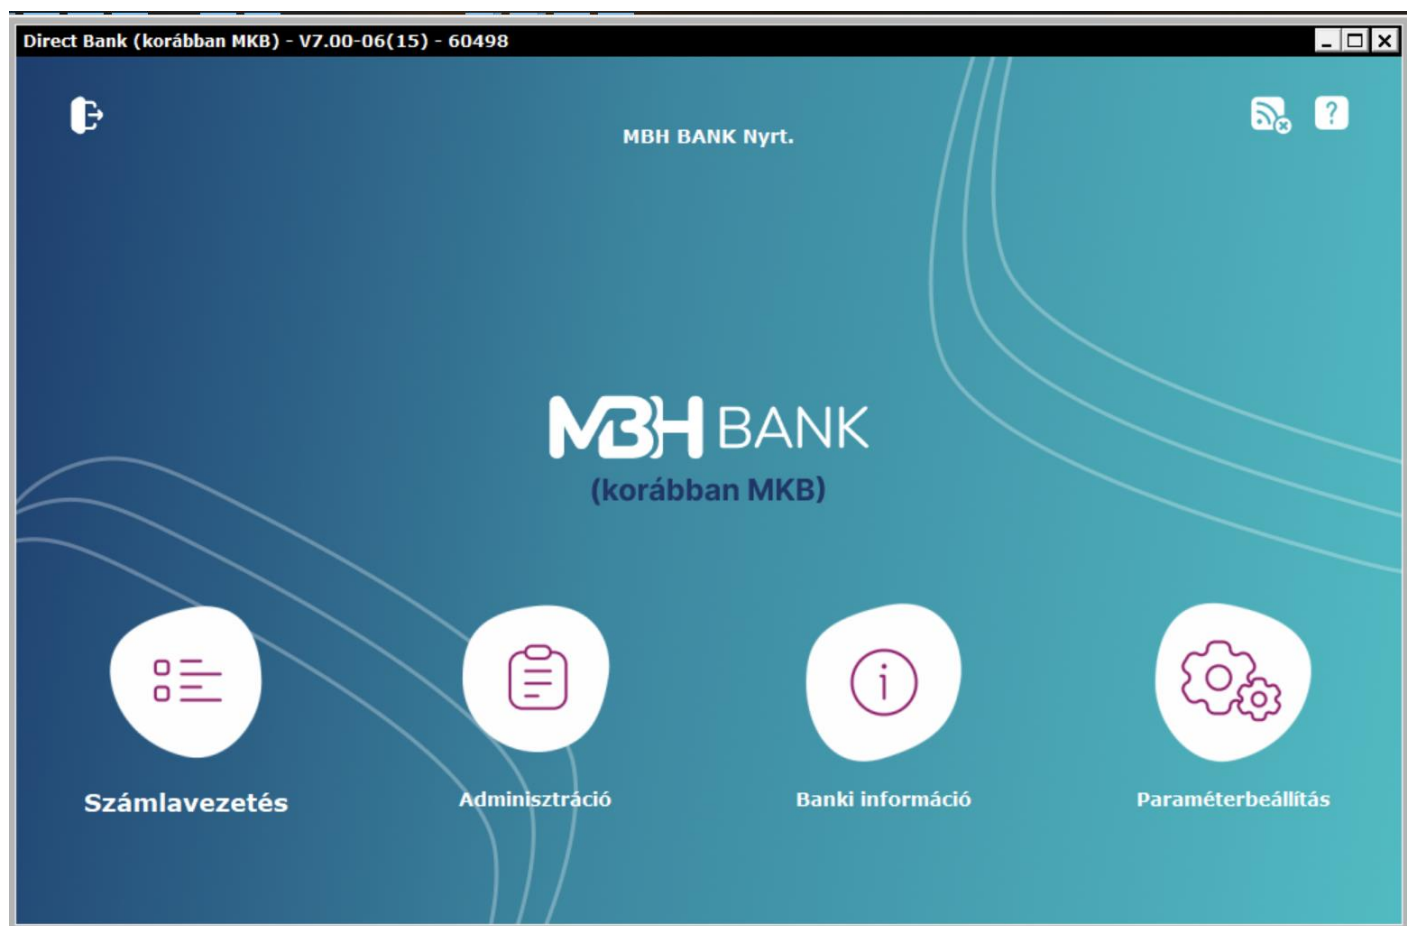 Direct Bank (korábban MKB) - V7.00-06(15) - 60498
MBH BANK Nyrt.
?
MBH BANK
(korábban MKB)
i
Számlavezetés
Adminisztráció
Banki információ
Paraméterbeállítás